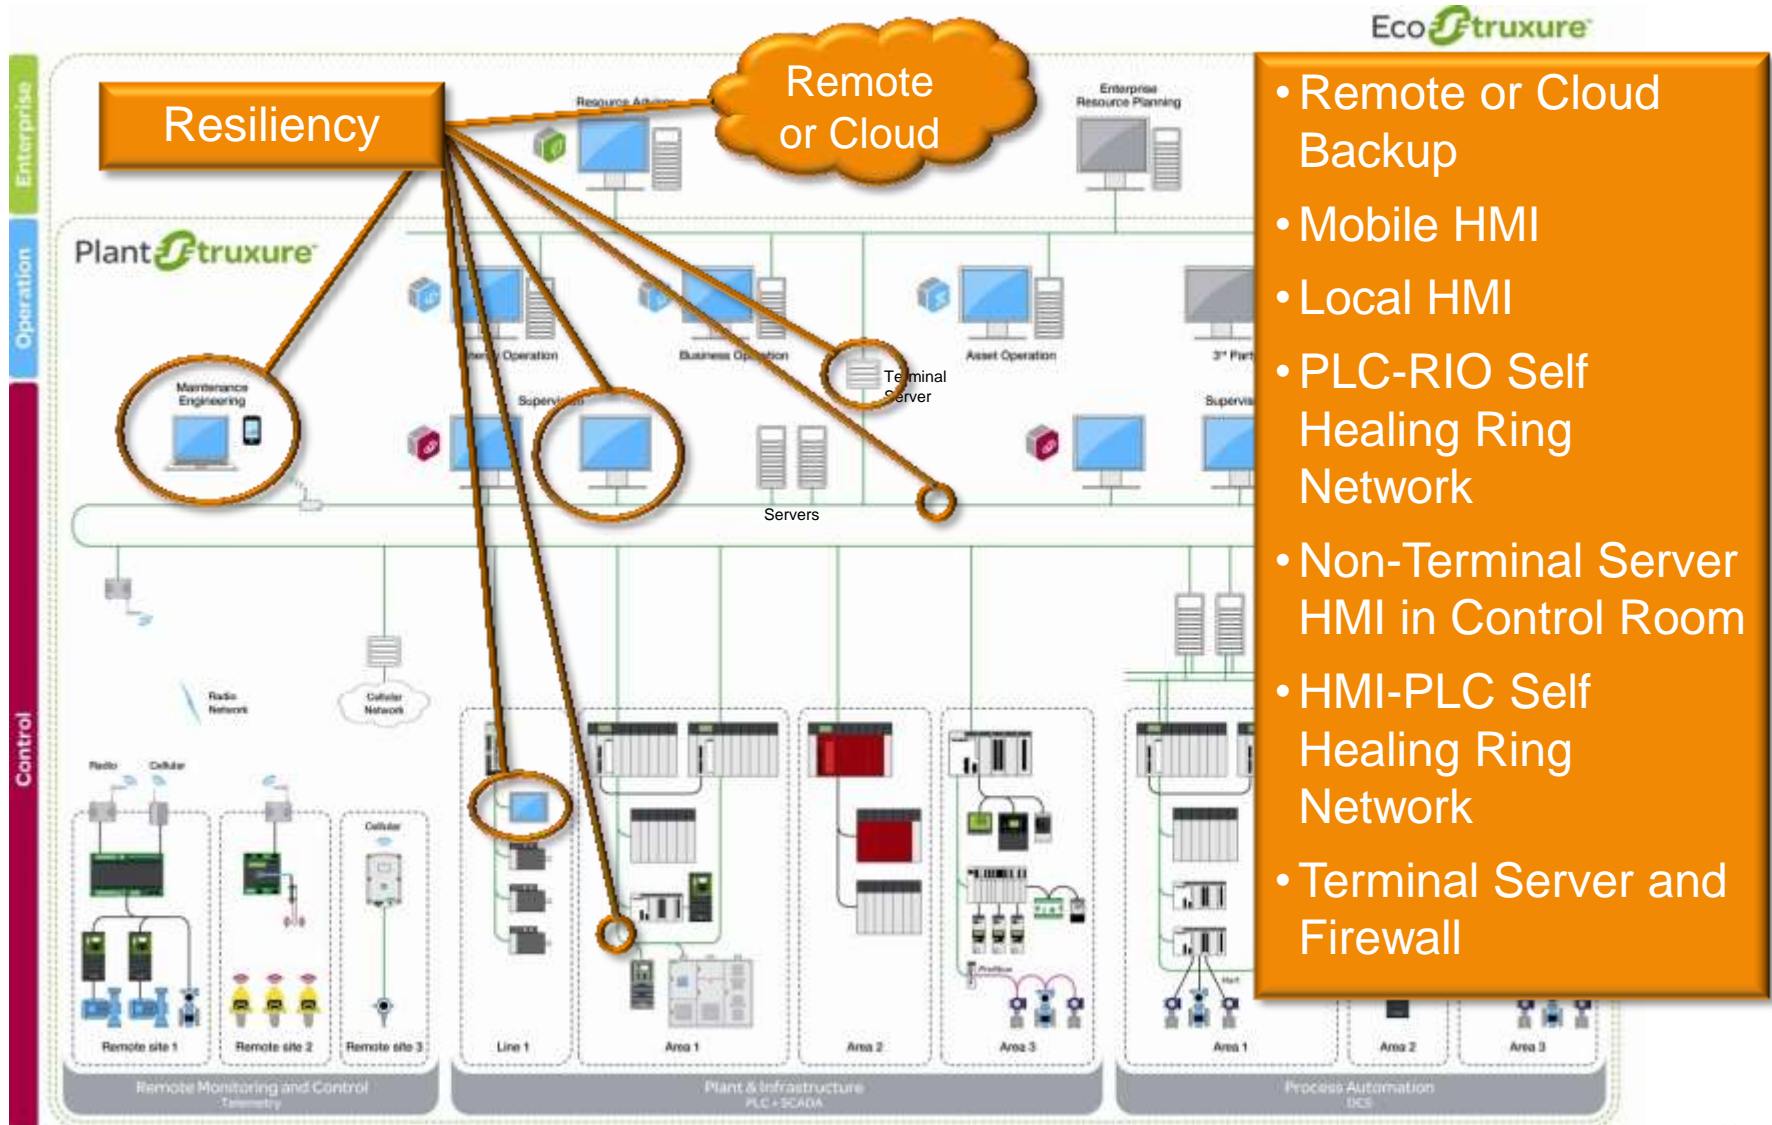 EcoStruxure™
Enterprise
Operation
Control
Resiliency
Remote
or Cloud
Enterprise
Resource Planning
PlantStruxure™
Business Operation
Asset Operation
Terminal
Server
Maintenance
Engineering
Servers
Radio
Network
Cellular
Network
Radio
Cellular
Cellular
Profibus
Hart
Remote site 1
Remote site 2
Remote site 3
Line 1
Area 1
Area 2
Area 3
Area 1
Area 2
Area 3
Remote Monitoring and Control
Telemetry
Plant & Infrastructure
PLC + SCADA
Process Automation
DCS
• Remote or Cloud
Backup
• Mobile HMI
• Local HMI
• PLC-RIO Self
Healing Ring
Network
• Non-Terminal Server
HMI in Control Room
• HMI-PLC Self
Healing Ring
Network
• Terminal Server and
Firewall